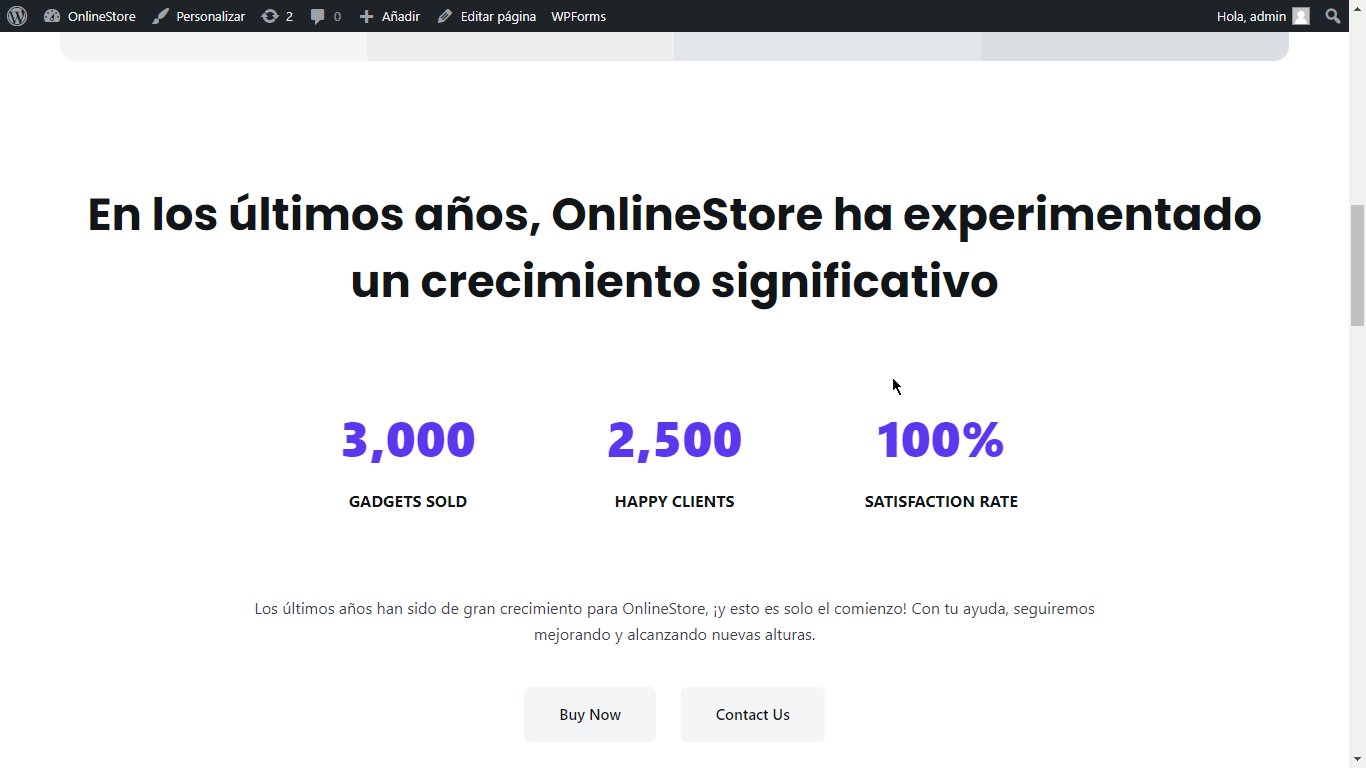 OnlineStore Personalizar 2 0 Añadir Editar página WPForms Hola, admin
En los últimos años, OnlineStore ha experimentado
un crecimiento significativo
3,000 2,500 100%
GADGETS SOLD HAPPY CLIENTS SATISFACTION RATE
Los últimos años han sido de gran crecimiento para OnlineStore, ¡y esto es solo el comienzo! Con tu ayuda, seguiremos
mejorando y alcanzando nuevas alturas.
Buy Now Contact Us